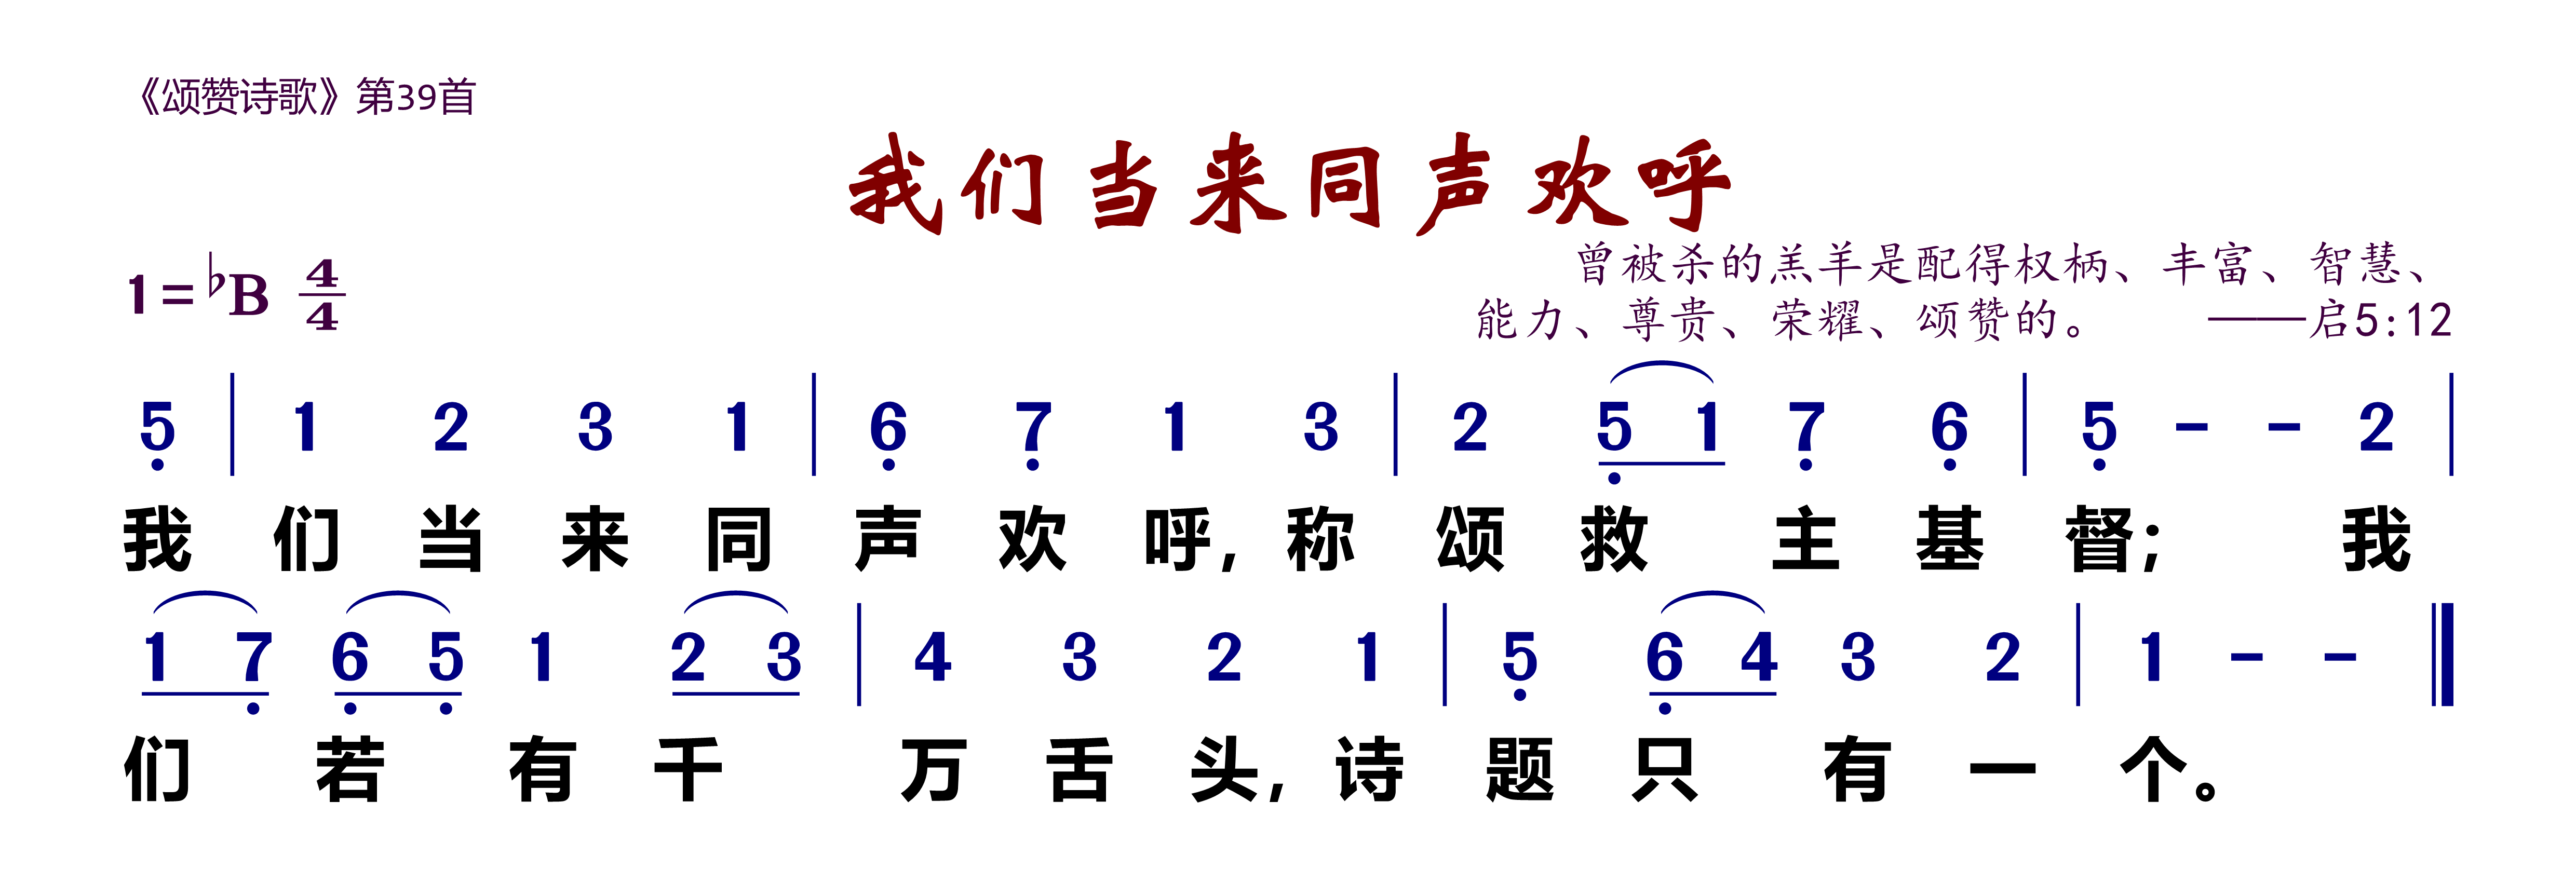 《颂赞诗歌》第39首
我们当来同声欢呼
1=♭B 4/4
曾被杀的羔羊是配得权柄、丰富、智慧、
能力、尊贵、荣耀、颂赞的。 ——启5:12
5̣ | 1 2 3 1 | 6̣ 7̣ 1 3 | 2 5̣ 1 7̣ 6̣ | 5̣ - - 2 |
我们当来同声欢呼, 称颂救主基督; 我
1 7̣ 6̣ 5̣ 1 2 3 | 4 3 2 1 | 5̣ 6̣ 4 3 2 | 1 - - ‖
们若有千万舌头, 诗题只有一个。